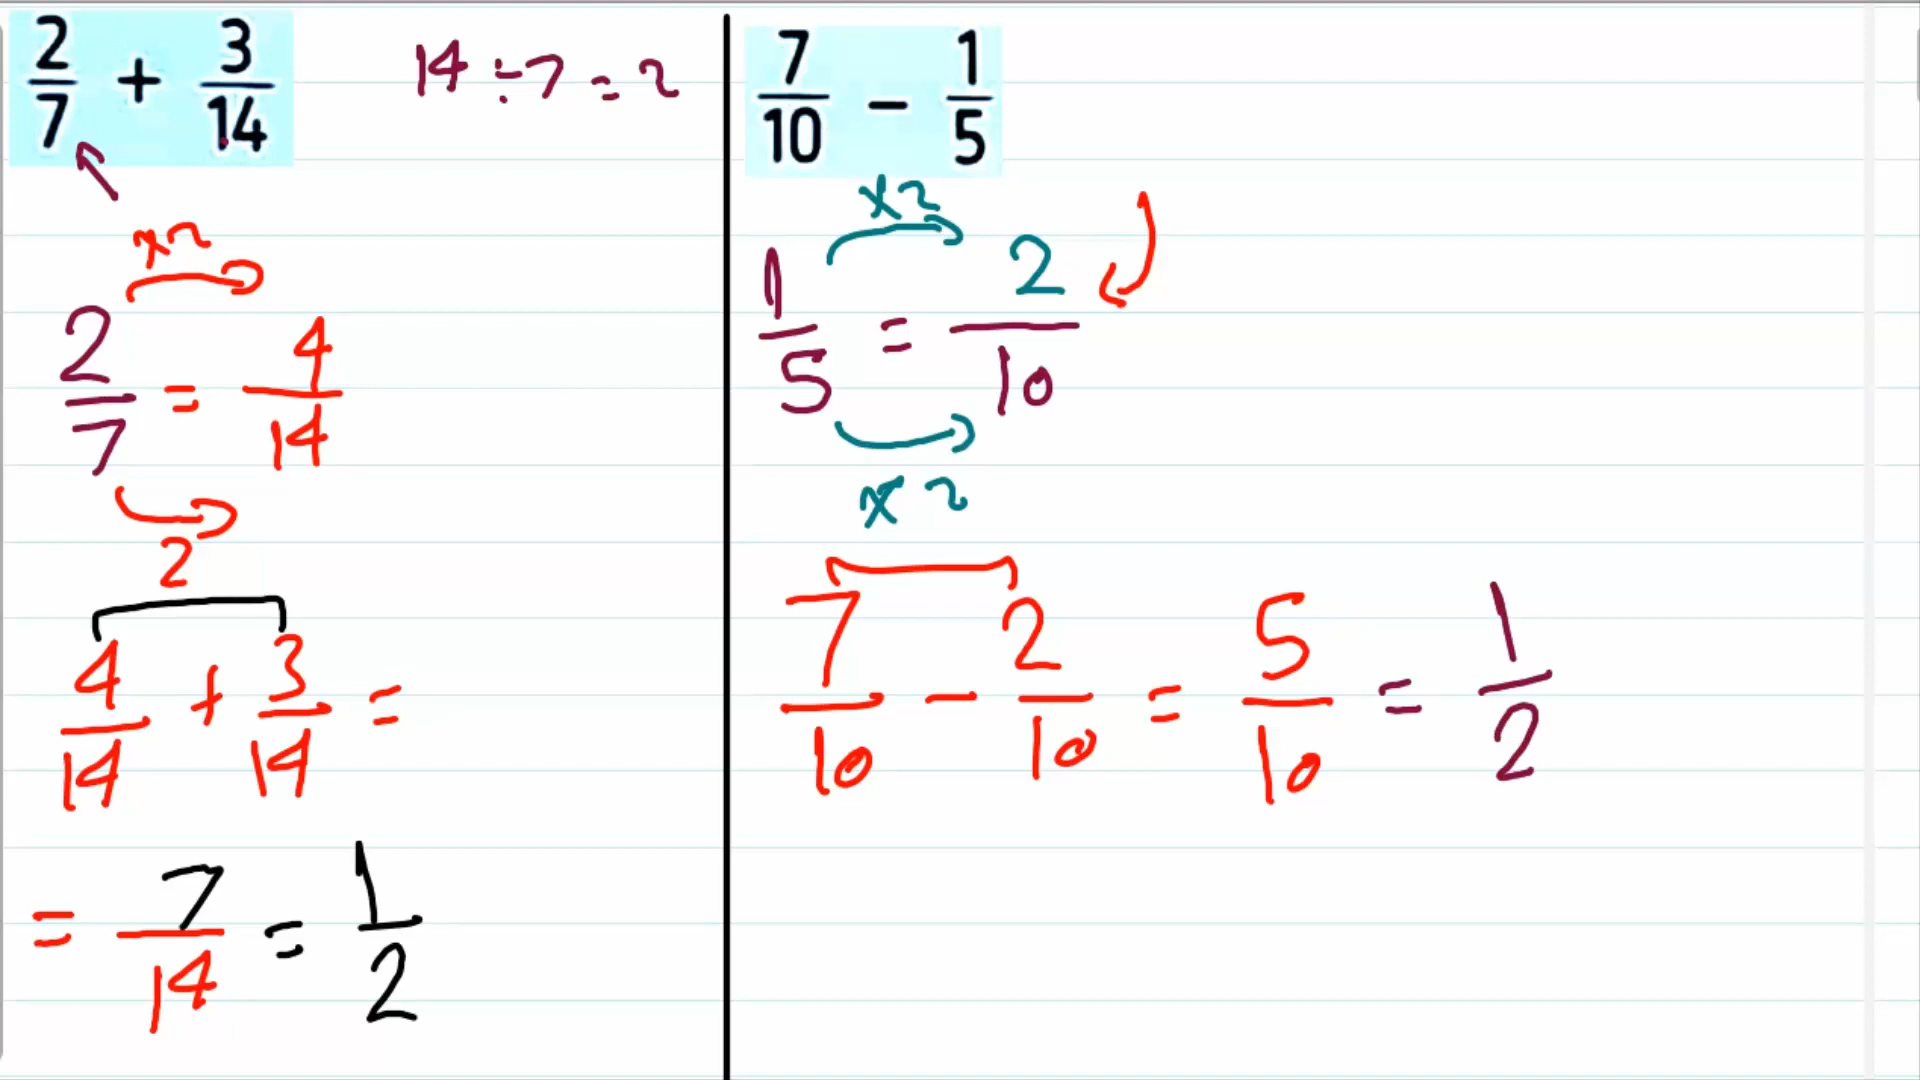 2/7 + 3/14
14 ÷ 7 = 2
×2
2/7 = 4/14
2
4/14 + 3/14 =
= 7/14 = 1/2
7/10 − 1/5
×2
1/5 = 2/10
×2
7/10 − 2/10 = 5/10 = 1/2